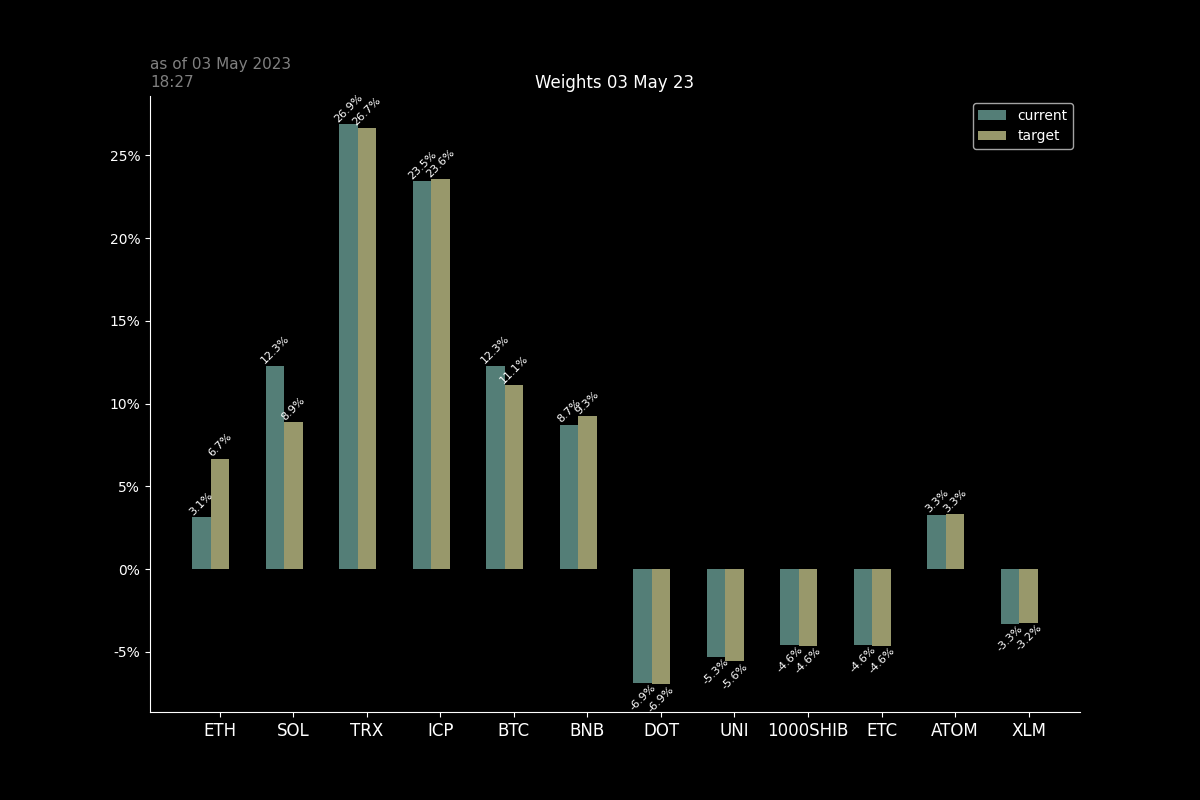 as of 03 May 2023
18:27
Weights 03 May 23
current
target
25%
20%
15%
10%
5%
0%
-5%
3.1%
6.7%
12.3%
8.9%
26.9%
26.7%
23.5%
23.6%
12.3%
11.1%
8.7%
9.3%
-6.9%
-6.9%
-5.3%
-5.6%
-4.6%
-4.6%
-4.6%
-4.6%
3.3%
3.3%
-3.3%
-3.2%
ETH
SOL
TRX
ICP
BTC
BNB
DOT
UNI
1000SHIB
ETC
ATOM
XLM